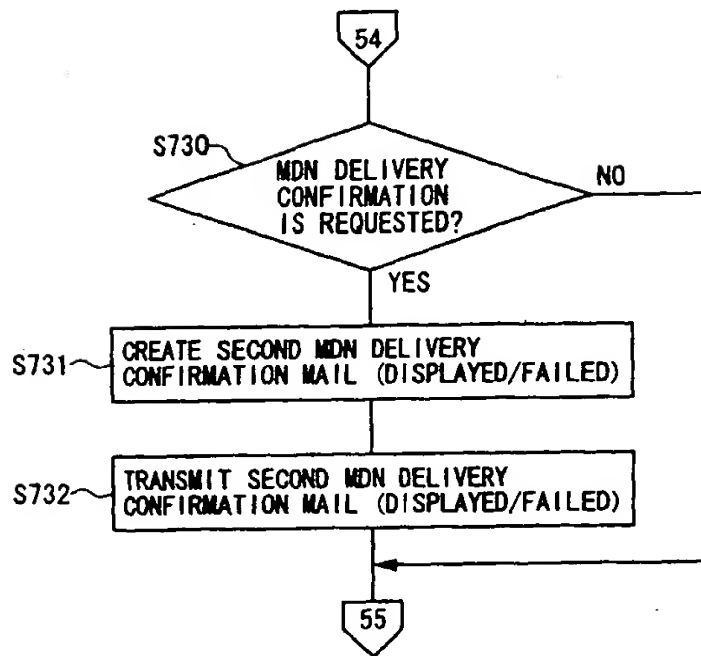 54
S730
MDN DELIVERY
CONFIRMATION
IS REQUESTED?
NO
YES
S731
CREATE SECOND MDN DELIVERY
CONFIRMATION MAIL (DISPLAYED/FAILED)
S732
TRANSMIT SECOND MDN DELIVERY
CONFIRMATION MAIL (DISPLAYED/FAILED)
55